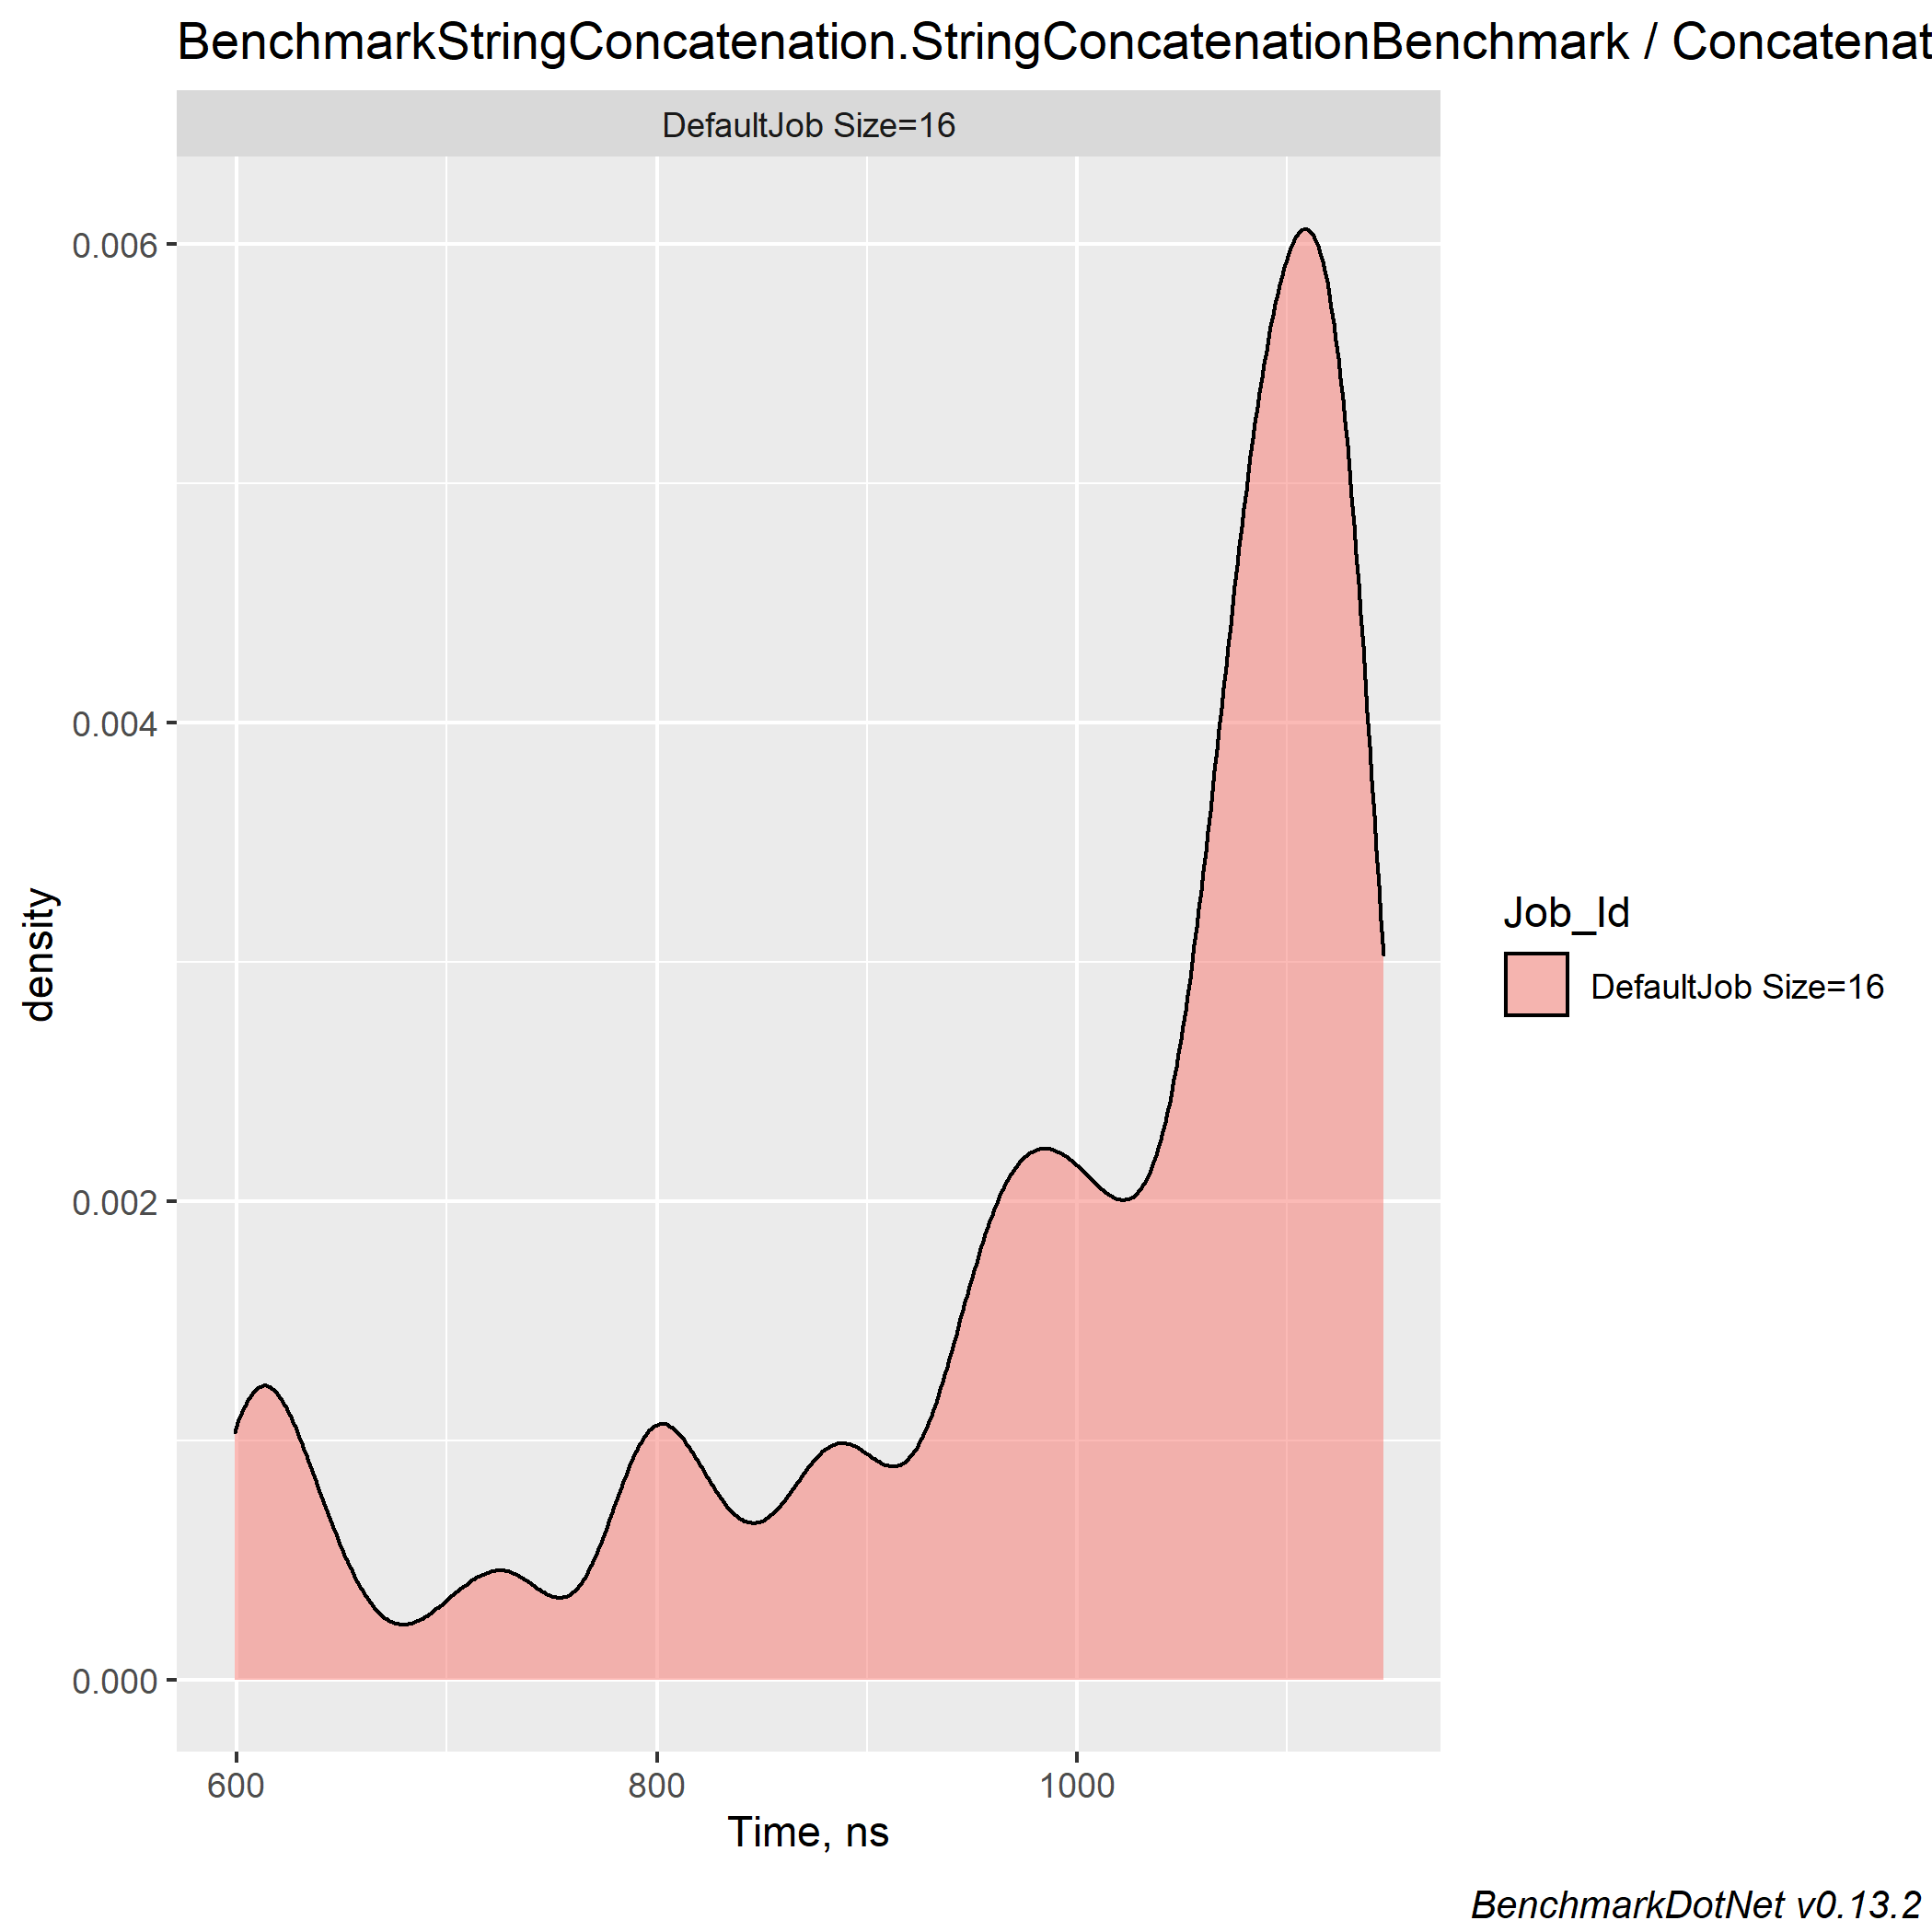 BenchmarkStringConcatenation.StringConcatenationBenchmark / Concatenat
DefaultJob Size=16
0.006
0.004
0.002
0.000
density
600 800 1000
Time, ns
Job_Id
DefaultJob Size=16
BenchmarkDotNet v0.13.2